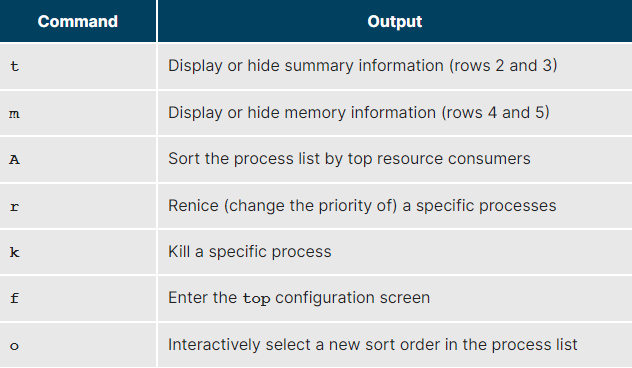 Command Output
t Display or hide summary information (rows 2 and 3)
m Display or hide memory information (rows 4 and 5)
A Sort the process list by top resource consumers
r Renice (change the priority of) a specific processes
k Kill a specific process
f Enter the top configuration screen
o Interactively select a new sort order in the process list